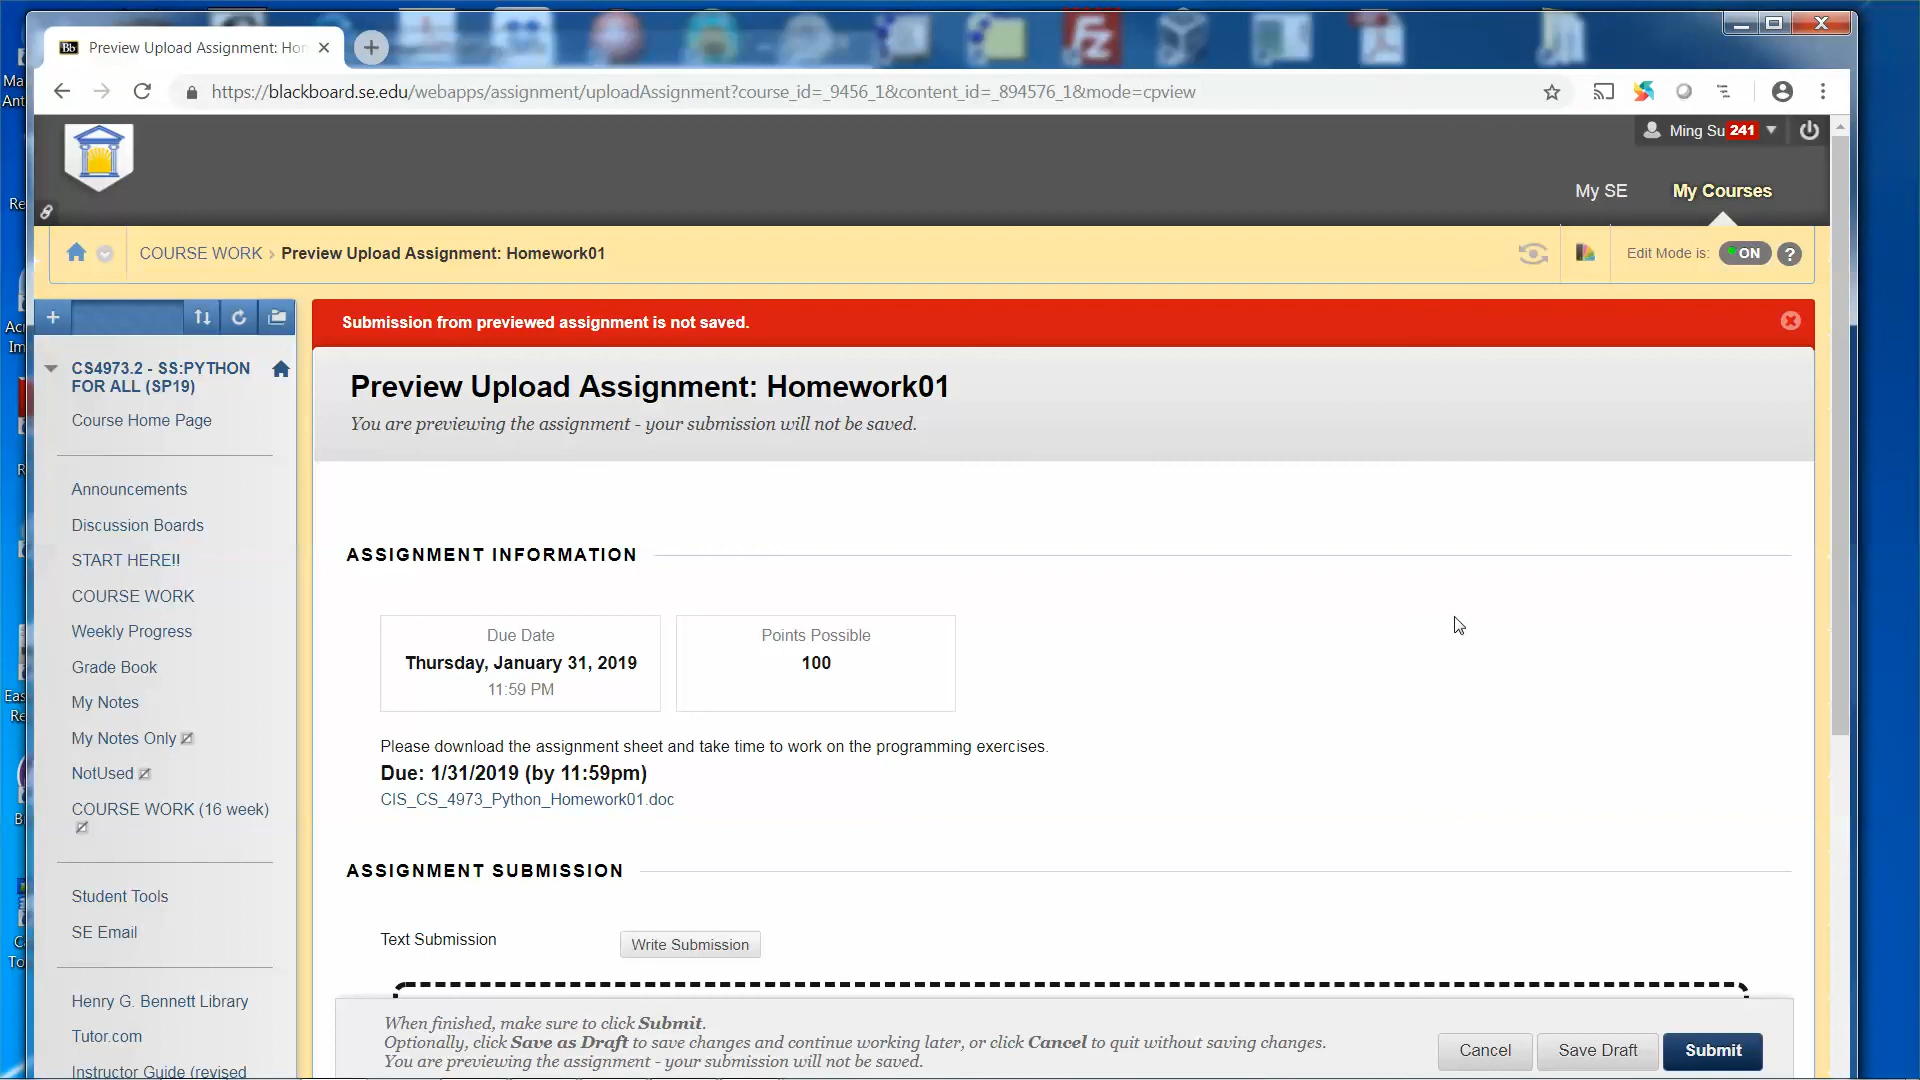 Bb Preview Upload Assignment: Hor
https://blackboard.se.edu/webapps/assignment/uploadAssignment?course_id=_9456_1&content_id=_894576_1&mode=cpview
Ming Su 241
My SE My Courses
COURSE WORK > Preview Upload Assignment: Homework01
Edit Mode is: ON ?
Submission from previewed assignment is not saved.
Preview Upload Assignment: Homework01
You are previewing the assignment - your submission will not be saved.
CS4973.2 - SS:PYTHON
FOR ALL (SP19)
Course Home Page
Announcements
Discussion Boards
START HERE!!
COURSE WORK
Weekly Progress
Grade Book
My Notes
My Notes Only
NotUsed
COURSE WORK (16 week)
Student Tools
SE Email
Henry G. Bennett Library
Tutor.com
Instructor Guide (revised
ASSIGNMENT INFORMATION
Due Date
Thursday, January 31, 2019
11:59 PM
Points Possible
100
Please download the assignment sheet and take time to work on the programming exercises.
Due: 1/31/2019 (by 11:59pm)
CIS_CS_4973_Python_Homework01.doc
ASSIGNMENT SUBMISSION
Text Submission
Write Submission
When finished, make sure to click Submit.
Optionally, click Save as Draft to save changes and continue working later, or click Cancel to quit without saving changes.
You are previewing the assignment - your submission will not be saved.
Cancel
Save Draft
Submit